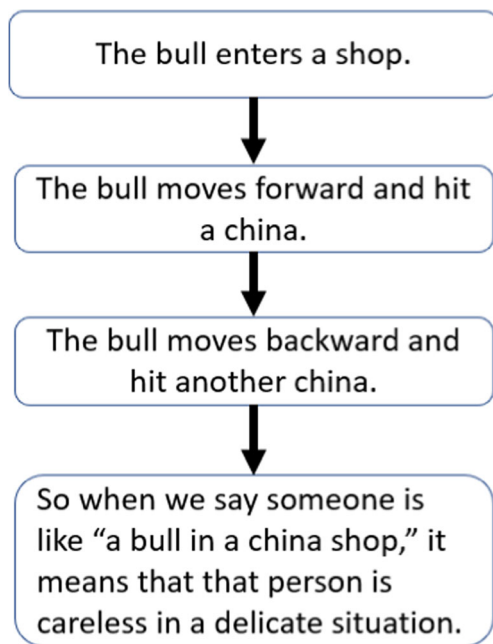 The bull enters a shop.
The bull moves forward and hit
a china.
The bull moves backward and
hit another china.
So when we say someone is
like “a bull in a china shop,” it
means that that person is
careless in a delicate situation.